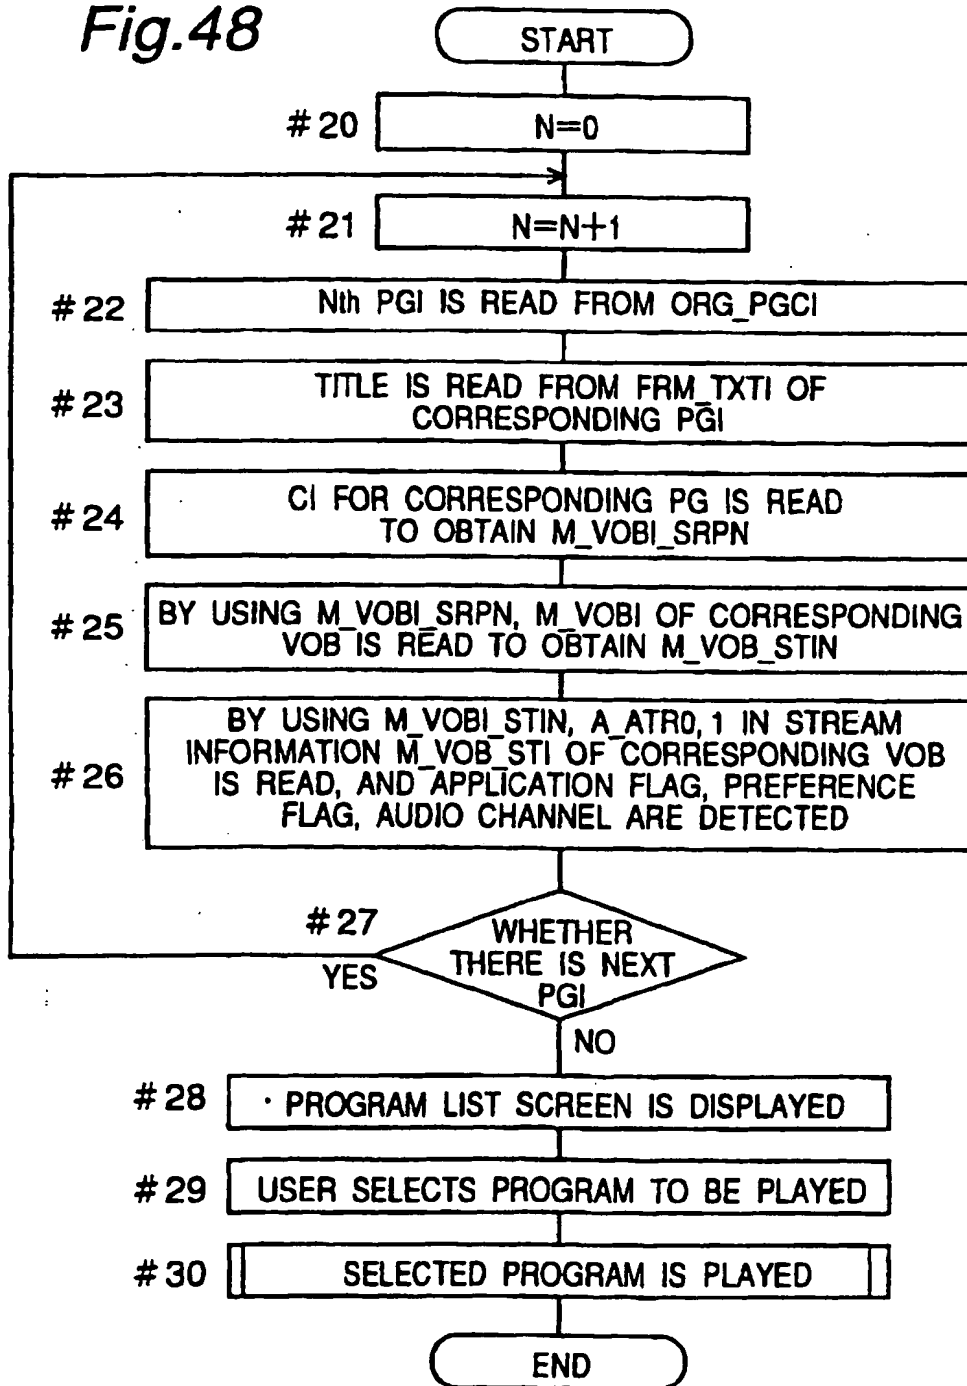 Fig.48
START
#20
N=0
#21
N=N+1
#22
Nth PGI IS READ FROM ORG_PGCI
#23
TITLE IS READ FROM FRM_TXTI OF
CORRESPONDING PGI
#24
CI FOR CORRESPONDING PG IS READ
TO OBTAIN M_VOBI_SRPN
#25
BY USING M_VOBI_SRPN, M_VOBI OF CORRESPONDING
VOB IS READ TO OBTAIN M_VOB_STIN
#26
BY USING M_VOBI_STIN, A_ATR0, 1 IN STREAM
INFORMATION M_VOB_STI OF CORRESPONDING VOB
IS READ, AND APPLICATION FLAG, PREFERENCE
FLAG, AUDIO CHANNEL ARE DETECTED
#27
WHETHER
THERE IS NEXT
PGI
YES
NO
#28
PROGRAM LIST SCREEN IS DISPLAYED
#29
USER SELECTS PROGRAM TO BE PLAYED
#30
SELECTED PROGRAM IS PLAYED
END